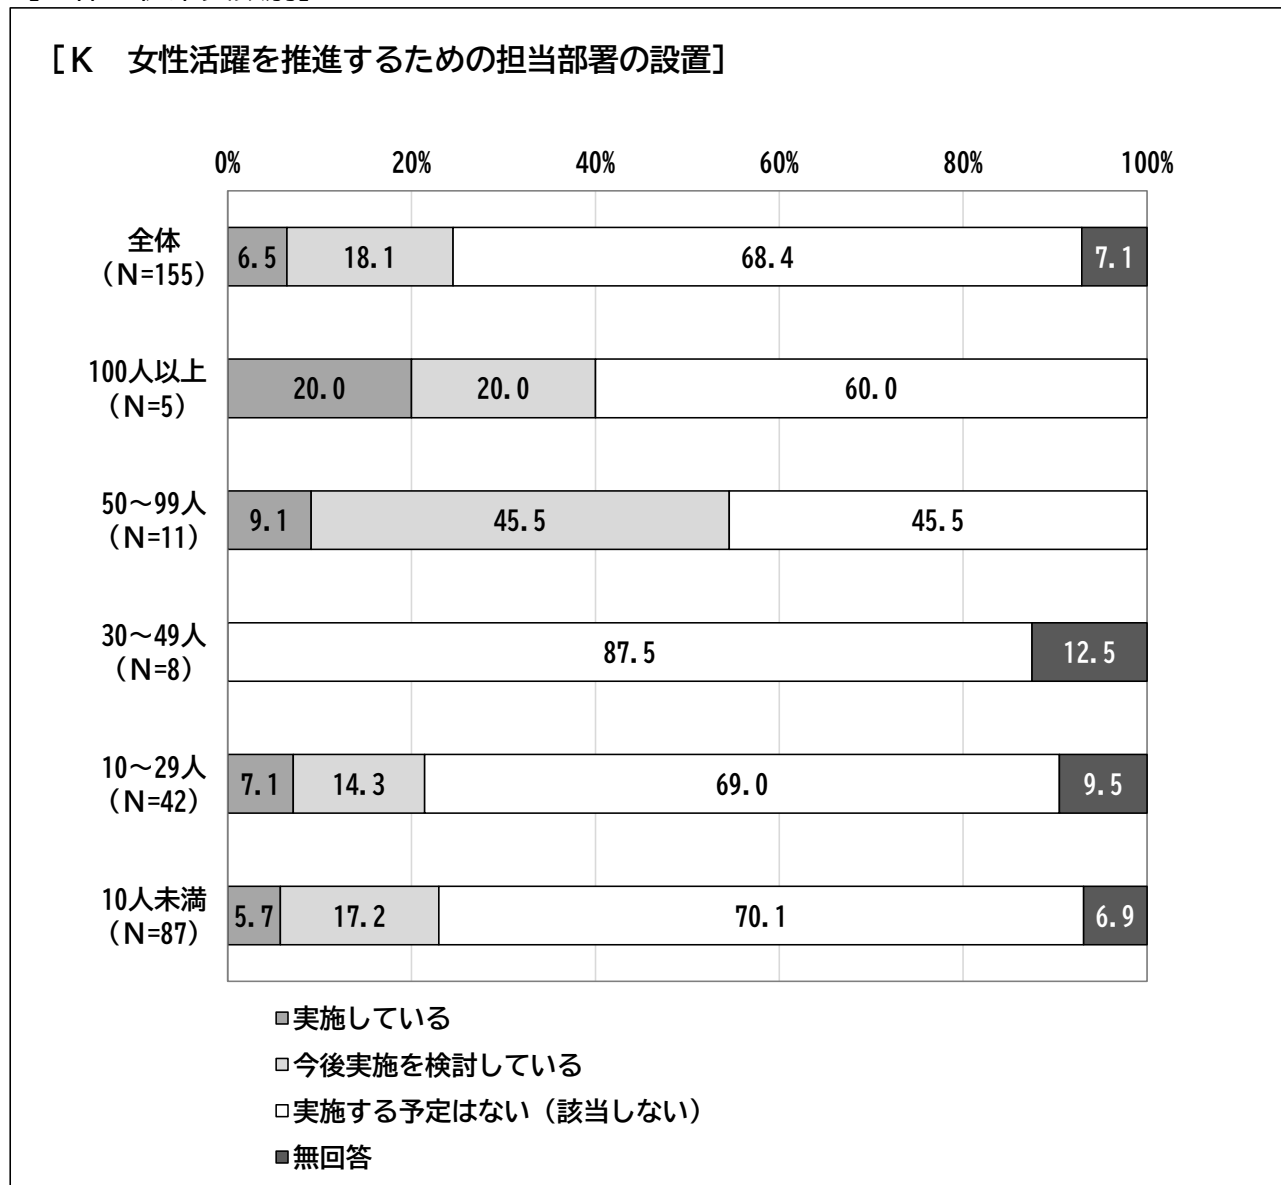 ［Ｋ　女性活躍を推進するための担当部署の設置］
0% 20% 40% 60% 80% 100%
全体
（Ｎ=155）
6.5 18.1 68.4 7.1
100人以上
（Ｎ=5）
20.0 20.0 60.0
50～99人
（Ｎ=11）
9.1 45.5 45.5
30～49人
（Ｎ=8）
87.5 12.5
10～29人
（Ｎ=42）
7.1 14.3 69.0 9.5
10人未満
（Ｎ=87）
5.7 17.2 70.1 6.9
実施している
今後実施を検討している
実施する予定はない（該当しない）
無回答